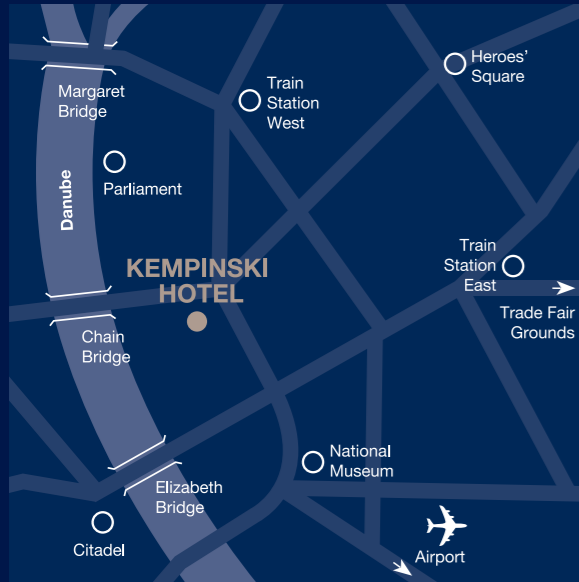 Heroes’
Square
Train
Station
West
Margaret
Bridge
Parliament
Danube
KEMPINSKI
HOTEL
Train
Station
East
Trade Fair
Grounds
Chain
Bridge
National
Museum
Elizabeth
Bridge
Citadel
Airport